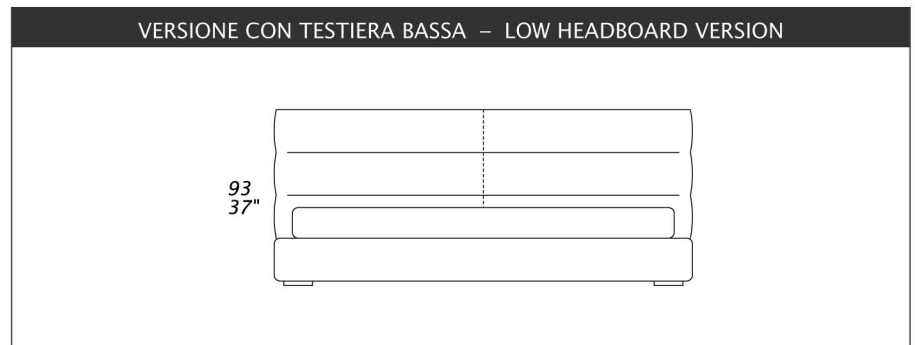 VERSIONE CON TESTIERA BASSA – LOW HEADBOARD VERSION
93
37"